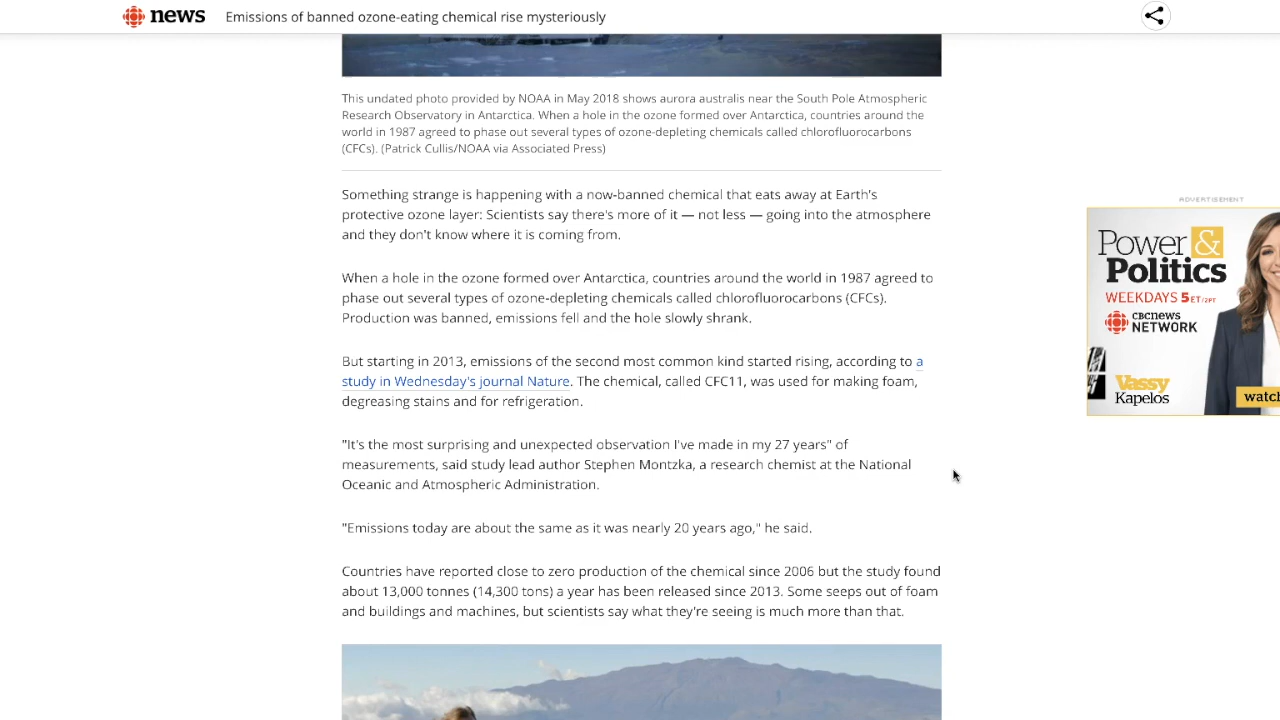 news
Emissions of banned ozone-eating chemical rise mysteriously
This undated photo provided by NOAA in May 2018 shows aurora australis near the South Pole Atmospheric
Research Observatory in Antarctica. When a hole in the ozone formed over Antarctica, countries around the
world in 1987 agreed to phase out several types of ozone-depleting chemicals called chlorofluorocarbons
(CFCs). (Patrick Cullis/NOAA via Associated Press)
Something strange is happening with a now-banned chemical that eats away at Earth's
protective ozone layer: Scientists say there's more of it — not less — going into the atmosphere
and they don't know where it is coming from.
When a hole in the ozone formed over Antarctica, countries around the world in 1987 agreed to
phase out several types of ozone-depleting chemicals called chlorofluorocarbons (CFCs).
Production was banned, emissions fell and the hole slowly shrank.
But starting in 2013, emissions of the second most common kind started rising, according to a
study in Wednesday's journal Nature. The chemical, called CFC11, was used for making foam,
degreasing stains and for refrigeration.
"It's the most surprising and unexpected observation I've made in my 27 years" of
measurements, said study lead author Stephen Montzka, a research chemist at the National
Oceanic and Atmospheric Administration.
"Emissions today are about the same as it was nearly 20 years ago," he said.
Countries have reported close to zero production of the chemical since 2006 but the study found
about 13,000 tonnes (14,300 tons) a year has been released since 2013. Some seeps out of foam
and buildings and machines, but scientists say what they're seeing is much more than that.
ADVERTISEMENT
Power &
Politics
WEEKDAYS 5 ET/2PT
CBCNEWS
NETWORK
Vassy
Kapelos
watch